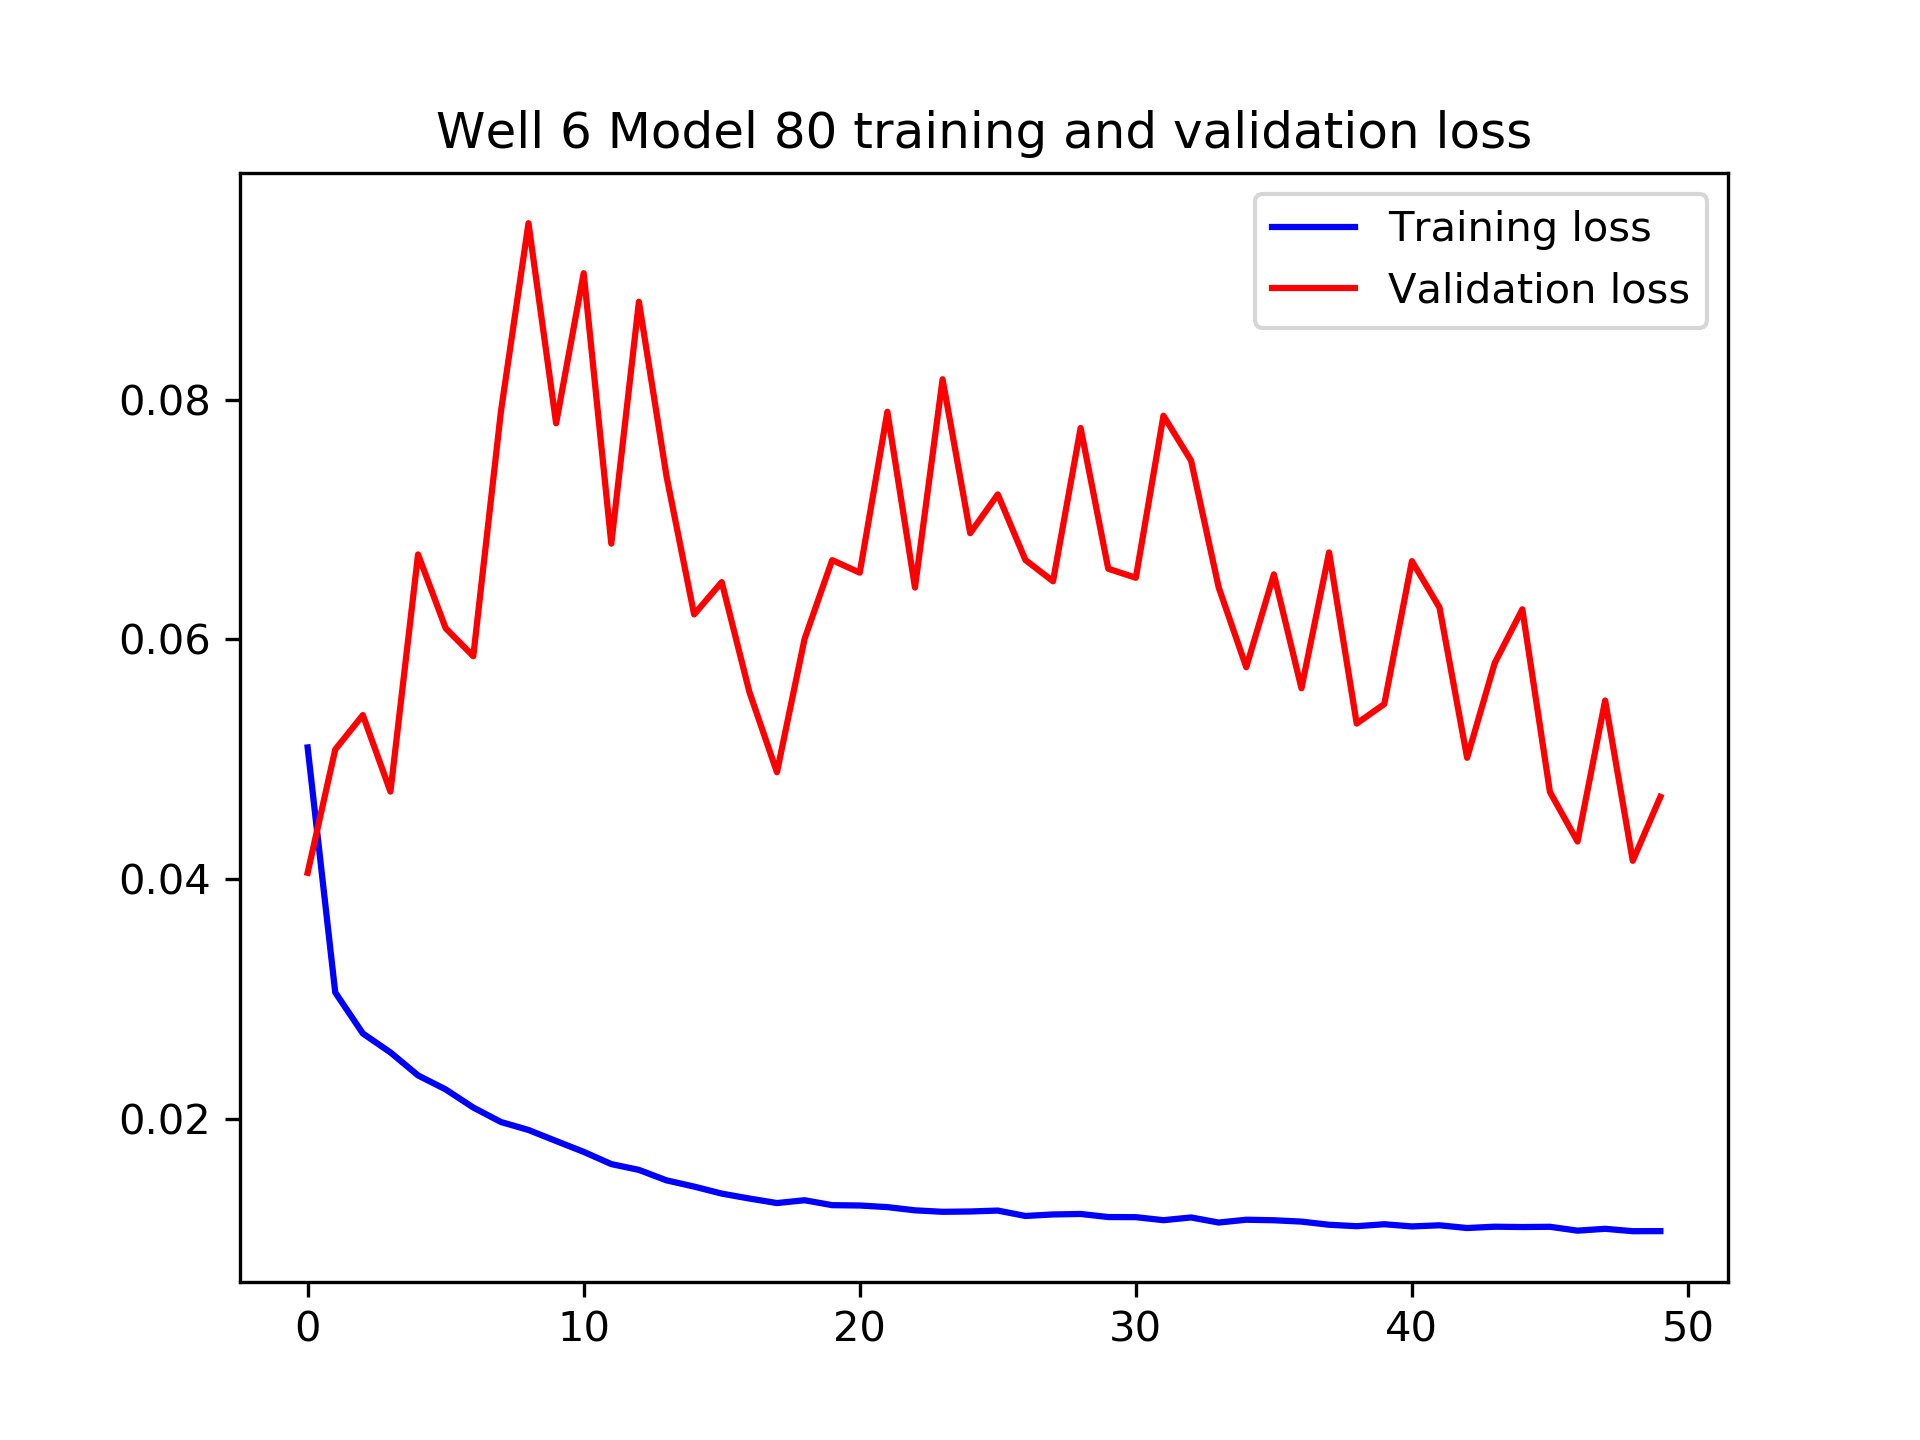 Well 6 Model 80 training and validation loss
Training loss
Validation loss
0.08
0.06
0.04
0.02
0 10 20 30 40 50